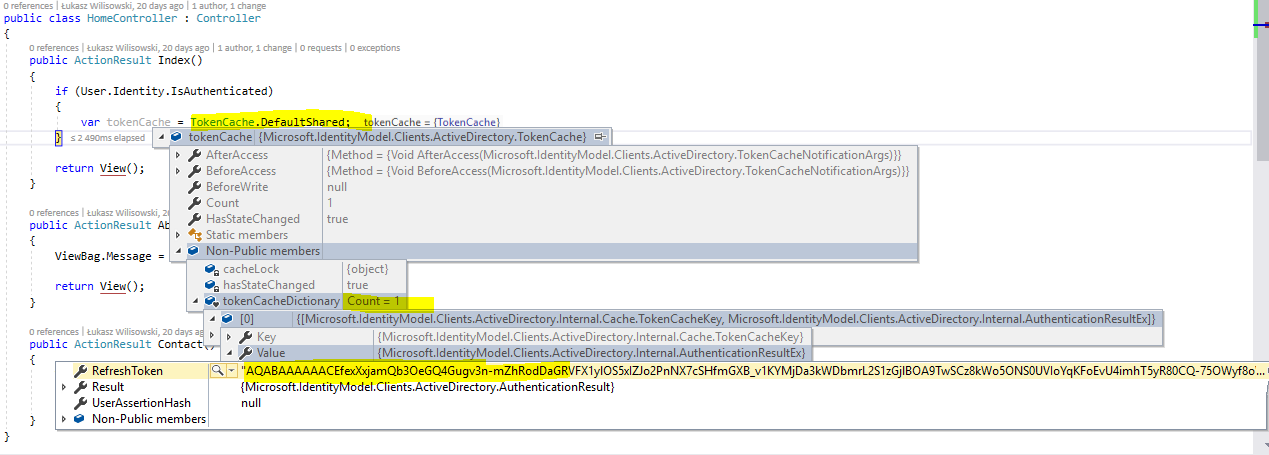 0 references | Łukasz Wilisowski, 20 days ago | 1 author, 1 change
public class HomeController : Controller
{
0 references | Łukasz Wilisowski, 20 days ago | 1 author, 1 change | 0 requests | 0 exceptions
public ActionResult Index()
{
if (User.Identity.IsAuthenticated)
{
var tokenCache = TokenCache.DefaultShared; tokenCache = {TokenCache}
} ≤ 2 490ms elapsed
tokenCache {Microsoft.IdentityModel.Clients.ActiveDirectory.TokenCache}
AfterAccess {Method = {Void AfterAccess(Microsoft.IdentityModel.Clients.ActiveDirectory.TokenCacheNotificationArgs)}}
return View(); BeforeAccess {Method = {Void BeforeAccess(Microsoft.IdentityModel.Clients.ActiveDirectory.TokenCacheNotificationArgs)}}
} BeforeWrite null
Count 1
0 references | Łukasz Wilisowski, 20 HasStateChanged true
public ActionResult Ab Static members
{
ViewBag.Message = Non-Public members
cacheLock {object}
return View(); hasStateChanged true
} tokenCacheDictionary Count = 1
[0] {[Microsoft.IdentityModel.Clients.ActiveDirectory.Internal.Cache.TokenCacheKey, Microsoft.IdentityModel.Clients.ActiveDirectory.Internal.AuthenticationResultEx]}
0 references | Łukasz Wilisowski, 20 days ago
Key {Microsoft.IdentityModel.Clients.ActiveDirectory.Internal.Cache.TokenCacheKey}
public ActionResult Contact()
Value {Microsoft.IdentityModel.Clients.ActiveDirectory.Internal.AuthenticationResultEx}
{
RefreshToken
Result {Microsoft.IdentityModel.Clients.ActiveDirectory.AuthenticationResult}
UserAssertionHash null
} Non-Public members
}